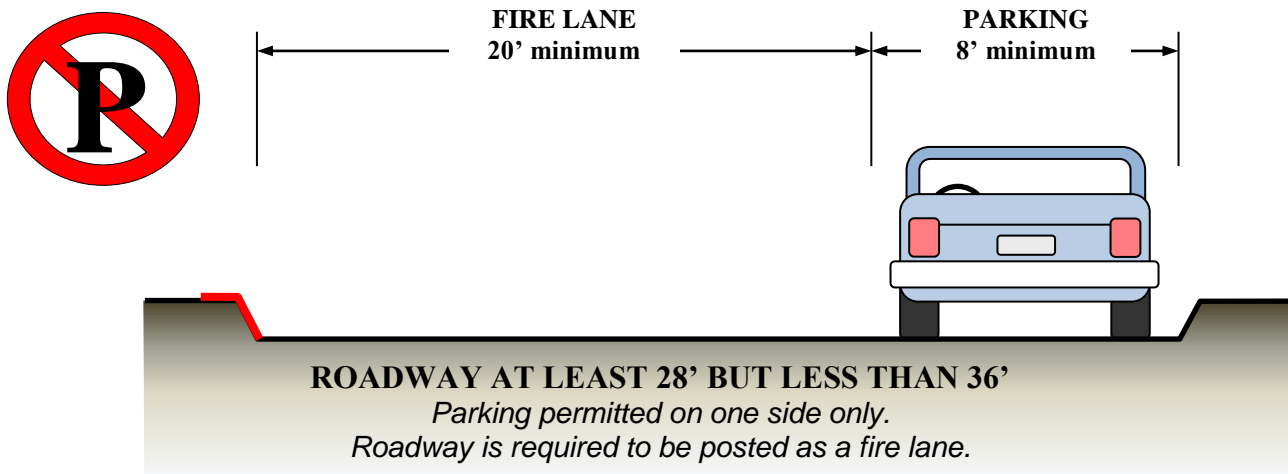 P
FIRE LANE
20’ minimum
PARKING
8’ minimum
ROADWAY AT LEAST 28’ BUT LESS THAN 36’
Parking permitted on one side only.
Roadway is required to be posted as a fire lane.